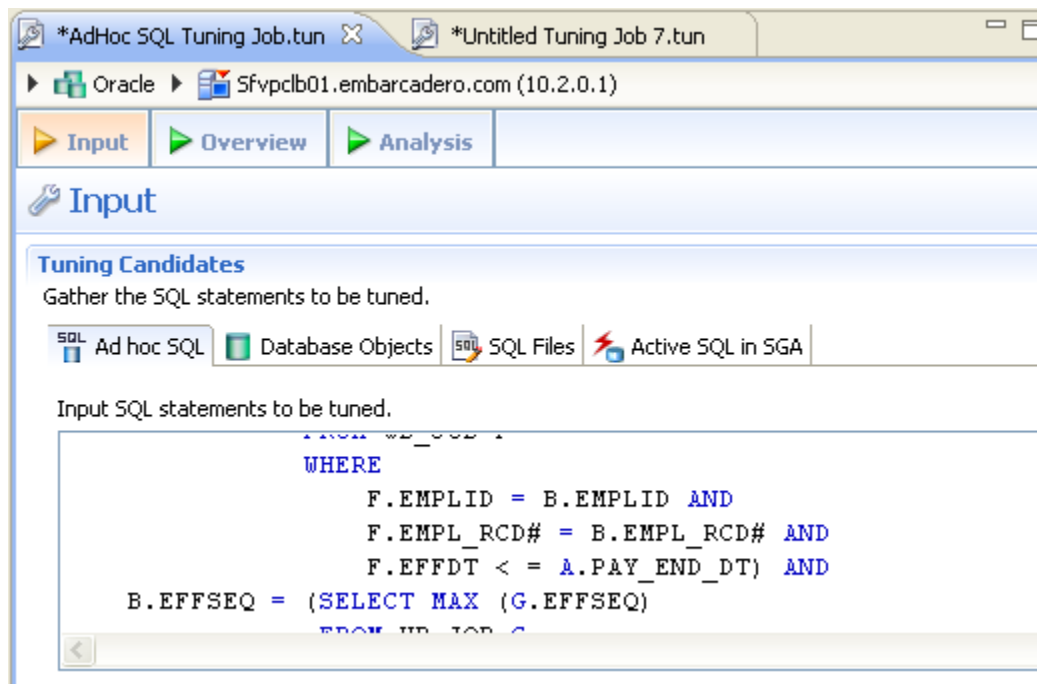 *AdHoc SQL Tuning Job.tun *Untitled Tuning Job 7.tun
Oracle Sfvpclb01.embarcadero.com (10.2.0.1)
Input Overview Analysis
Input
Tuning Candidates
Gather the SQL statements to be tuned.
SQL Ad hoc SQL Database Objects SQL SQL Files Active SQL in SGA
Input SQL statements to be tuned.
WHERE
F.EMPLID = B.EMPLID AND
F.EMPL_RCD# = B.EMPL_RCD# AND
F.EFFDT < = A.PAY_END_DT) AND
B.EFFSEQ = (SELECT MAX (G.EFFSEQ)